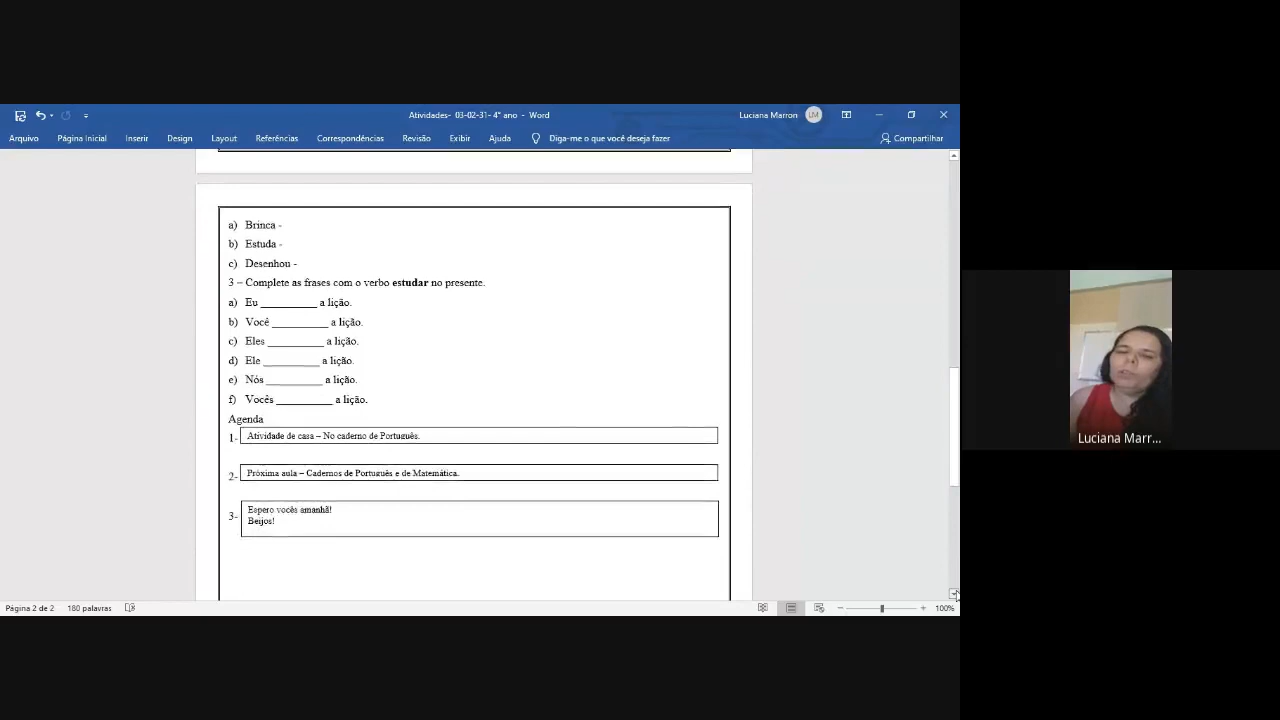 Atividades- 03-02-31- 4° ano - Word
Luciana Marron
LM
Arquivo Página Inicial Inserir Design Layout Referências Correspondências Revisão Exibir Ajuda Diga-me o que você deseja fazer Compartilhar
a) Brinca -
b) Estuda -
c) Desenhou -
3 – Complete as frases com o verbo estudar no presente.
a) Eu __________ a lição.
b) Você __________ a lição.
c) Eles __________ a lição.
d) Ele __________ a lição.
e) Nós __________ a lição.
f) Vocês __________ a lição.
Agenda
1- Atividade de casa – No caderno de Português.
2- Próxima aula – Cadernos de Português e de Matemática.
3- Espero vocês amanhã!
Beijos!
Luciana Marr...
Página 2 de 2 180 palavras 100%